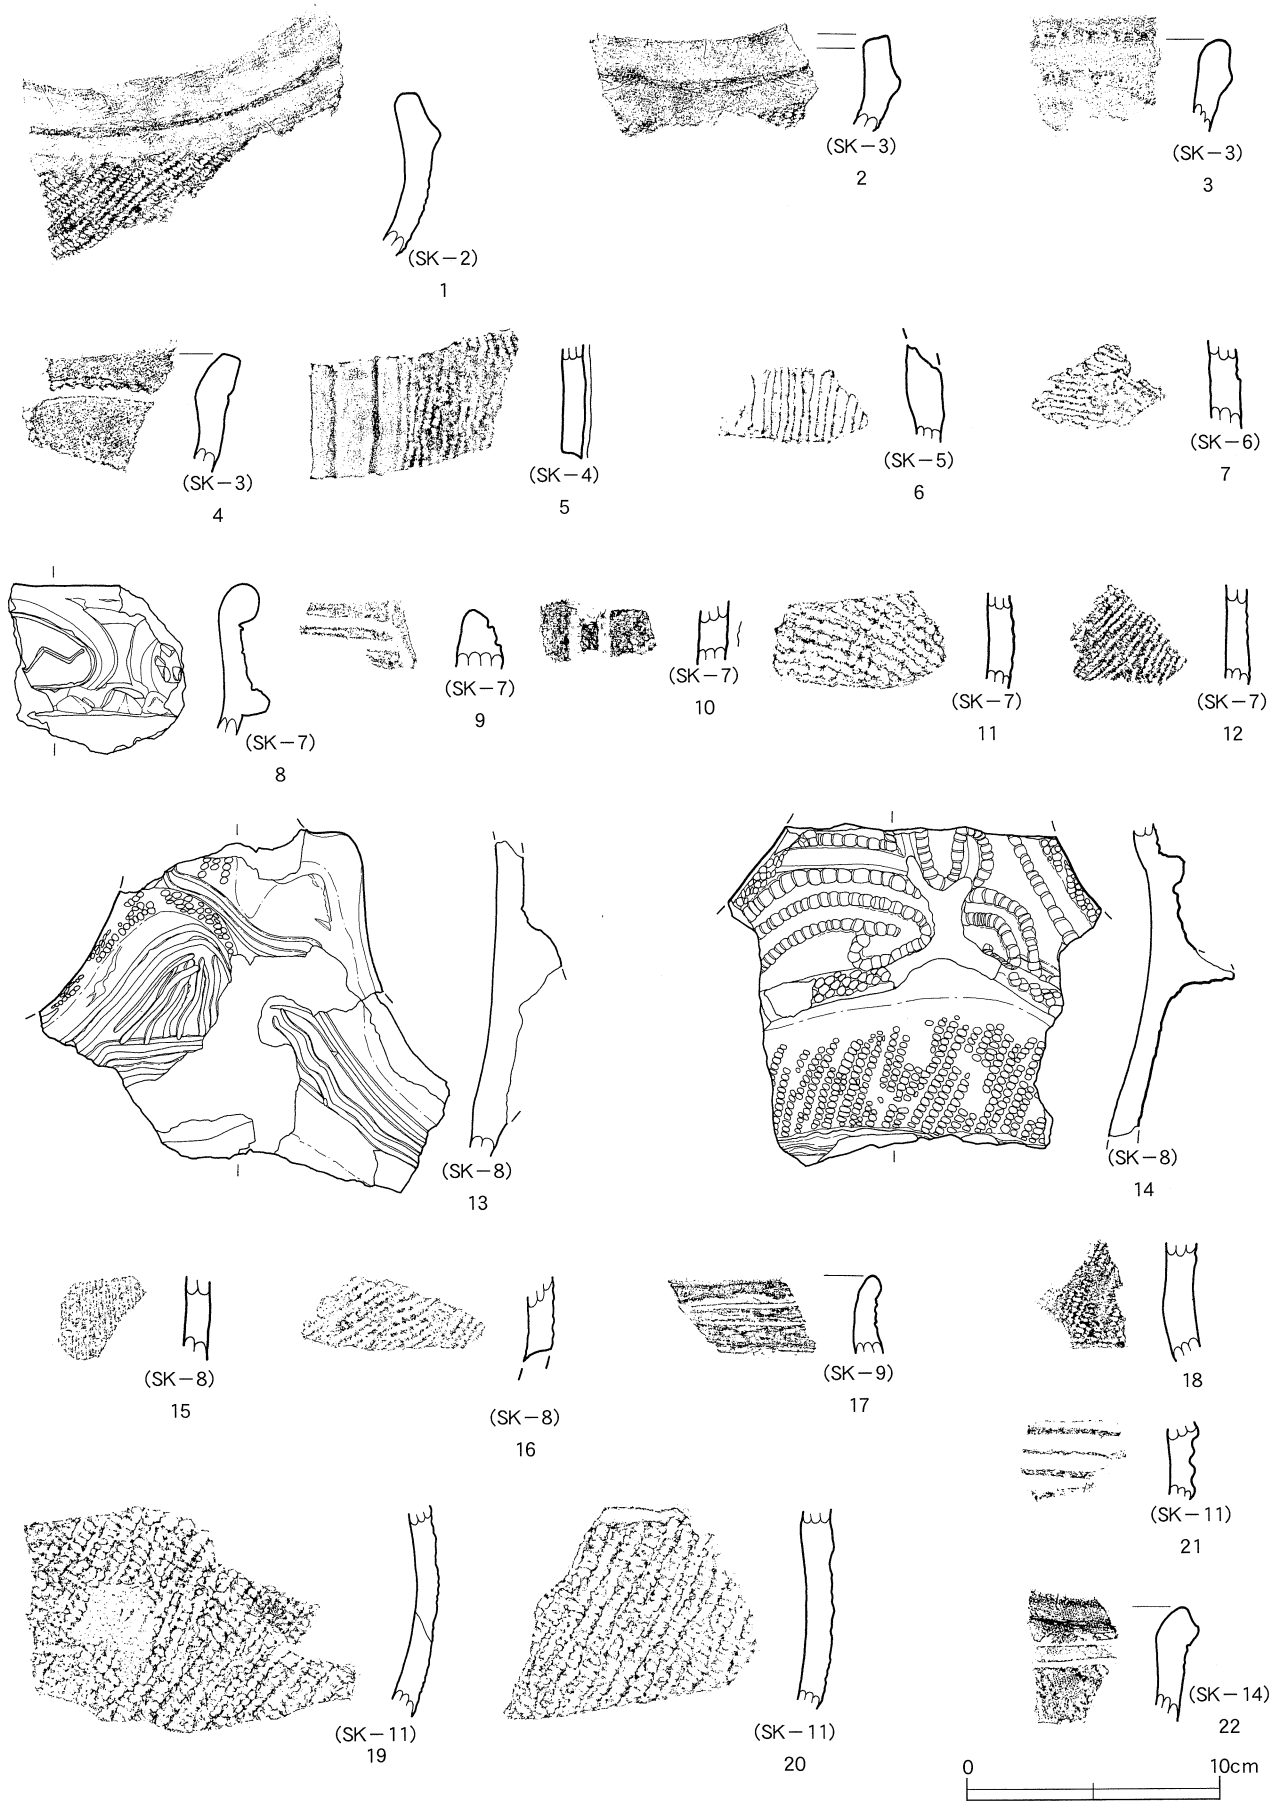 (SK－2)
1
(SK－3)
2
(SK－3)
3
(SK－3)
4
(SK－4)
5
(SK－5)
6
(SK－6)
7
(SK－7)
8
(SK－7)
9
(SK－7)
10
(SK－7)
11
(SK－7)
12
(SK－8)
13
(SK－8)
14
(SK－8)
15
(SK－8)
16
(SK－9)
17
18
(SK－11)
19
(SK－11)
20
(SK－11)
21
(SK－14)
22
0 10cm